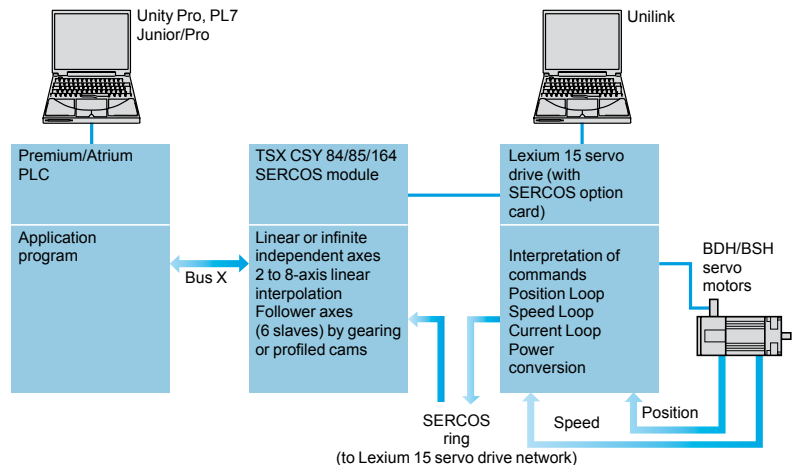 Unity Pro, PL7
Junior/Pro
Unilink
Premium/Atrium
PLC
TSX CSY 84/85/164
SERCOS module
Lexium 15 servo
drive (with
SERCOS option
card)
Application
program
Bus X
Linear or infinite
independent axes
2 to 8-axis linear
interpolation
Follower axes
(6 slaves) by gearing
or profiled cams
Interpretation of
commands
Position Loop
Speed Loop
Current Loop
Power
conversion
BDH/BSH
servo
motors
SERCOS
ring
(to Lexium 15 servo drive network)
Speed
Position